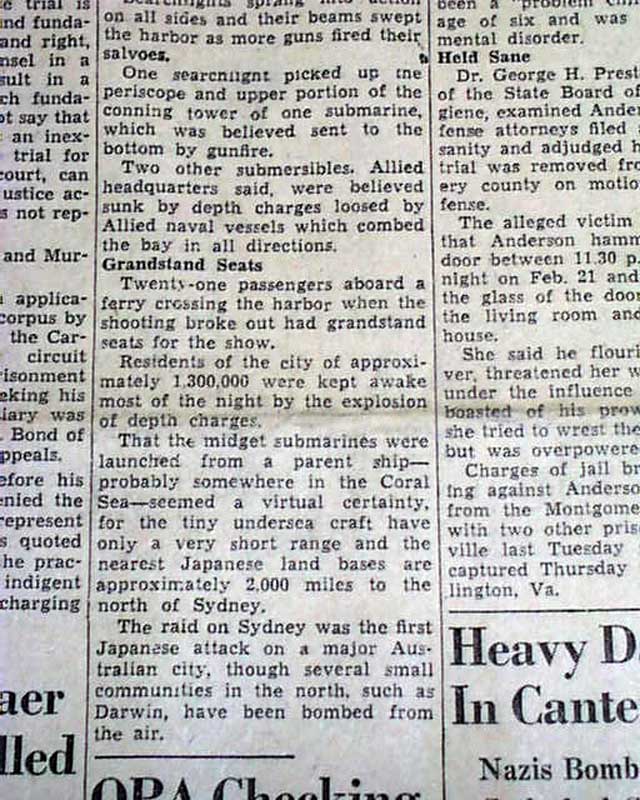 e trial is
nd funda-
and right,
nsel in a
sult in a
ch funda-
ot say that
an inex-
trial for
court, can
ustice ac-
s not rep-
and Mur-
applica-
corpus by
the Car-
circuit
risonment
eking his
iary was
. Bond of
ppeals.
efore his
enied the
represent
s quoted
he prac-
indigent
charging
aer
lled
Searchlights sprang into action
on all sides and their beams swept
the harbor as more guns fired their
salvoes.
One searcnlignt picked up tne
periscope and upper portion of the
conning tower of one submarine,
which was believed sent to the
bottom by gunfire.
Two other submersibles, Allied
headquarters said, were believed
sunk by depth charges loosed by
Allied naval vessels which combed
the bay in all directions.
Grandstand Seats
Twenty-one passengers aboard a
ferry crossing the harbor when the
shooting broke out had grandstand
seats for the show.
Residents of the city of approxi-
mately 1,300,000 were kept awake
most of the night by the explosion
of depth charges.
That the midget submarines were
launched from a parent ship—
probably somewhere in the Coral
Sea—seemed a virtual certainty,
for the tiny undersea craft have
only a very short range and the
nearest Japanese land bases are
approximately 2,000 miles to the
north of Sydney.
The raid on Sydney was the first
Japanese attack on a major Aus-
tralian city, though several small
communities in the north, such as
Darwin, have been bombed from
the air.
OPA Checking
been a "problem chi
age of six and was
mental disorder.
Held Sane
Dr. George H. Prest
of the State Board of
giene, examined Ander
fense attorneys filed
sanity and adjudged h
trial was removed fro
ery county on motio
fense.
The alleged victim
that Anderson hamm
door between 11.30 p.
night on Feb. 21 and
the glass of the door
the living room and
house.
She said he flouri
ver, threatened her w
under the influence
boasted of his prow
she tried to wrest the
but was overpowere
Charges of jail br
ing against Anderso
from the Montgome
with two other pris
ville last Tuesday
captured Thursday
lington, Va.
Heavy D
In Cante
Nazis Bomb